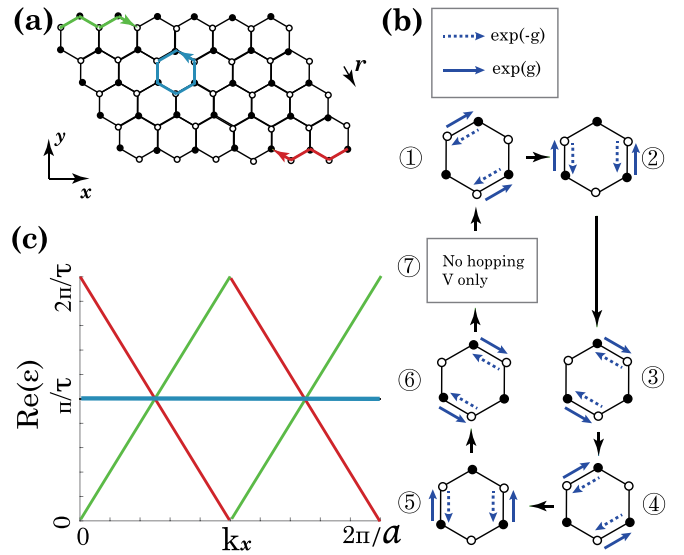 (a)
r
y
x
(b)
exp(-g)
exp(g)
①
②
⑦
No hopping
V only
⑥
③
⑤
④
(c)
Re(ε)
2π/τ
π/τ
0
0
kx
2π/a